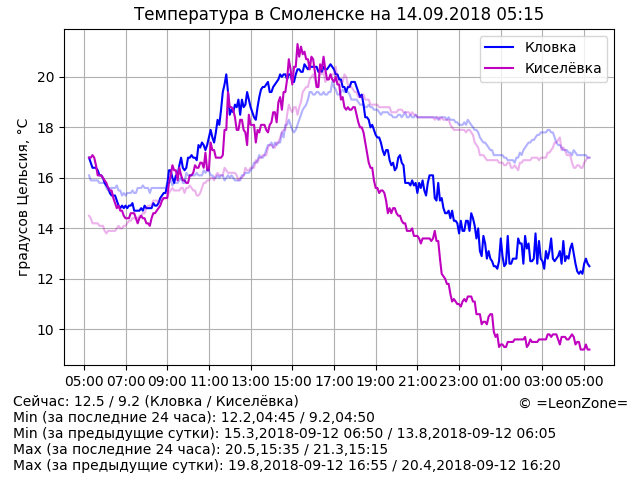 Температура в Смоленске на 14.09.2018 05:15
градусов Цельсия, °C
20
18
16
14
12
10
Кловка
Киселёвка
05:00 07:00 09:00 11:00 13:00 15:00 17:00 19:00 21:00 23:00 01:00 03:00 05:00
Сейчас: 12.5 / 9.2 (Кловка / Киселёвка)
© =LeonZone=
Min (за последние 24 часа): 12.2,04:45 / 9.2,04:50
Min (за предыдущие сутки): 15.3,2018-09-12 06:50 / 13.8,2018-09-12 06:05
Max (за последние 24 часа): 20.5,15:35 / 21.3,15:15
Max (за предыдущие сутки): 19.8,2018-09-12 16:55 / 20.4,2018-09-12 16:20